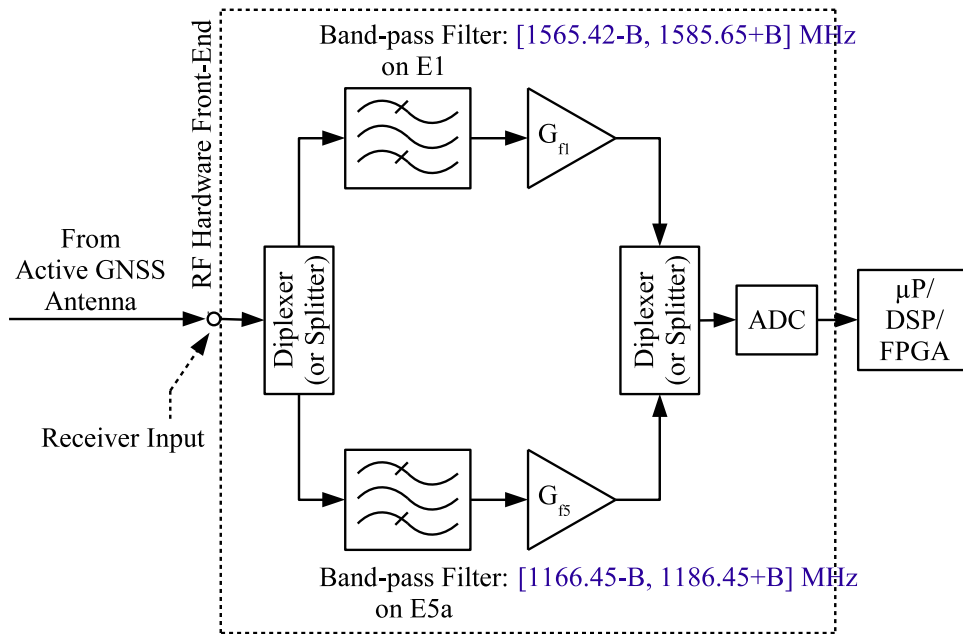 Band-pass Filter: [1565.42-B, 1585.65+B] MHz
on E1
RF Hardware Front-End
G f1
From
Active GNSS
Antenna
Diplexer
(or Splitter)
Diplexer
(or Splitter)
ADC
µP/
DSP/
FPGA
Receiver Input
G f5
Band-pass Filter: [1166.45-B, 1186.45+B] MHz
on E5a